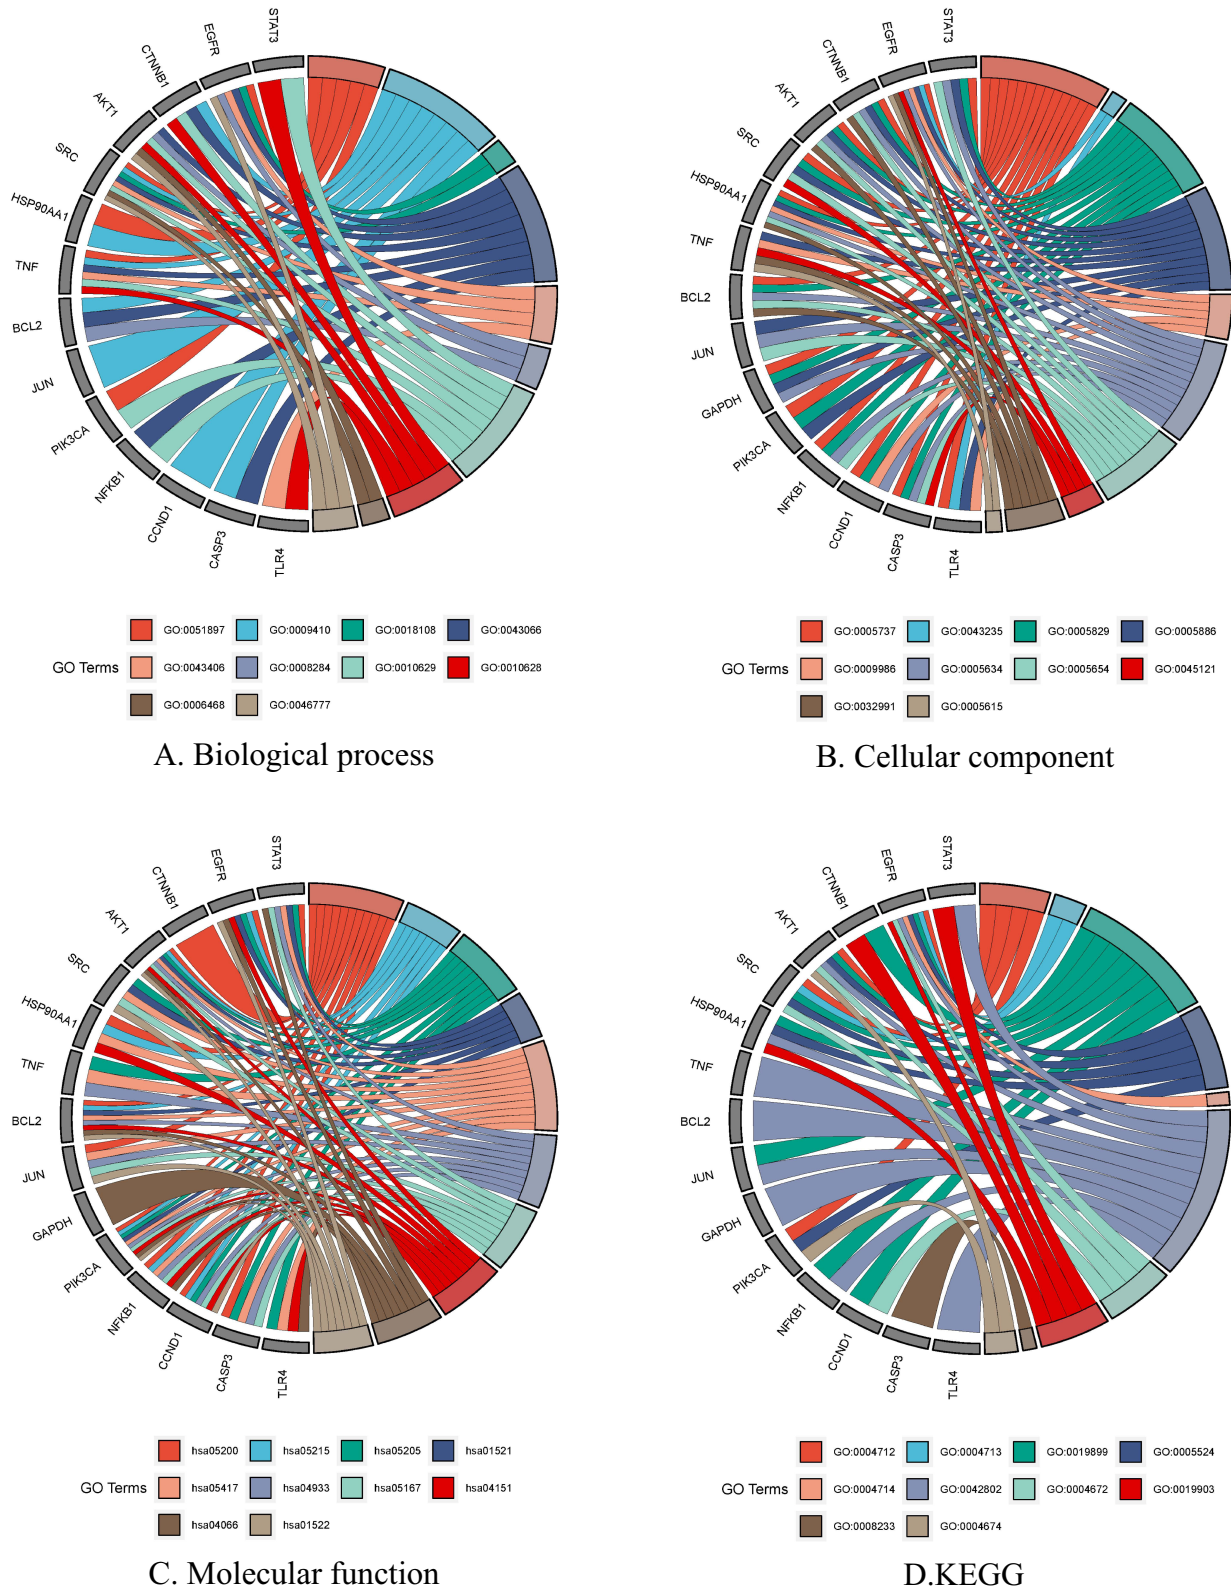 STAT3
EGFR
CTNNB1
AKT1
SRC
HSP90AA1
TNF
BCL2
JUN
PIK3CA
NFKB1
CCND1
CASP3
TLR4
GO Terms
GO:0051897 GO:0009410 GO:0018108 GO:0043066
GO:0043406 GO:0008284 GO:0010629 GO:0010628
GO:0006468 GO:0046777
A. Biological process
STAT3
EGFR
CTNNB1
AKT1
SRC
HSP90AA1
TNF
BCL2
JUN
GAPDH
PIK3CA
NFKB1
CCND1
CASP3
TLR4
GO Terms
GO:0005737 GO:0043235 GO:0005829 GO:0005886
GO:0009986 GO:0005634 GO:0005654 GO:0045121
GO:0032991 GO:0005615
B. Cellular component
STAT3
EGFR
CTNNB1
AKT1
SRC
HSP90AA1
TNF
BCL2
JUN
GAPDH
PIK3CA
NFKB1
CCND1
CASP3
TLR4
GO Terms
hsa05200 hsa05215 hsa05205 hsa01521
hsa05417 hsa04933 hsa05167 hsa04151
hsa04066 hsa01522
C. Molecular function
STAT3
EGFR
CTNNB1
AKT1
SRC
HSP90AA1
TNF
BCL2
JUN
GAPDH
PIK3CA
NFKB1
CCND1
CASP3
TLR4
GO Terms
GO:0004712 GO:0004713 GO:0019899 GO:0005524
GO:0004714 GO:0042802 GO:0004672 GO:0019903
GO:0008233 GO:0004674
D.KEGG